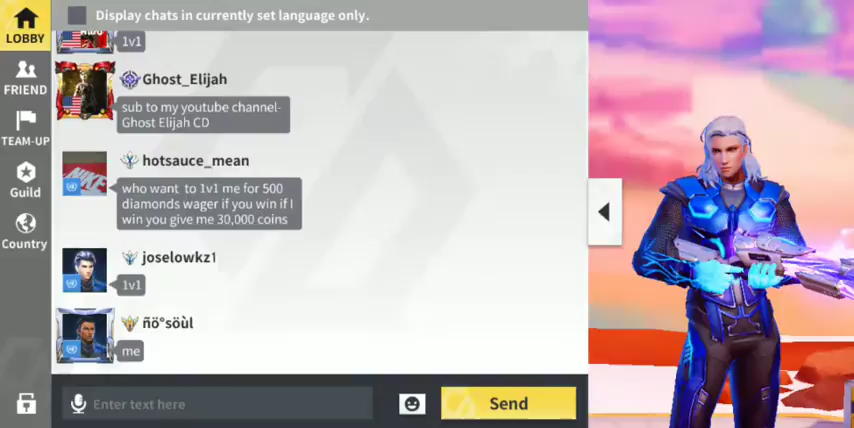 Display chats in currently set language only.
LOBBY
FRIEND
TEAM-UP
Guild
Country
1v1
Ghost_Elijah
sub to my youtube channel-
Ghost Elijah CD
hotsauce_mean
NIKE
who want to 1v1 me for 500
diamonds wager if you win if I
win you give me 30,000 coins
joselowkz1
1v1
ñö°söùl
me
Enter text here
Send